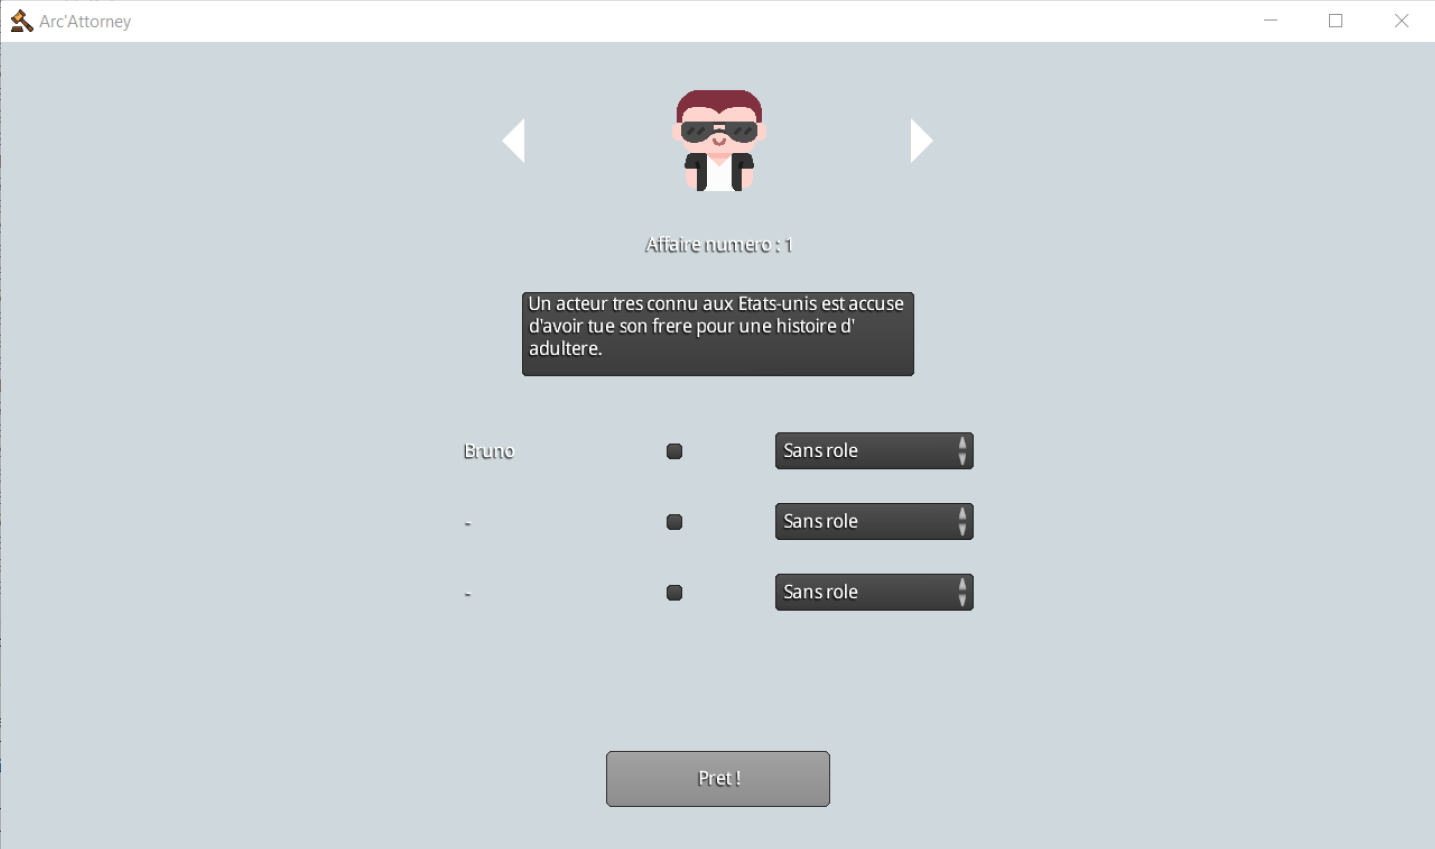 Arc'Attorney
Affaire numero : 1
Un acteur tres connu aux Etats-unis est accuse
d'avoir tue son frere pour une histoire d'
adultere.
Bruno
Sans role
-
Sans role
-
Sans role
Pret !